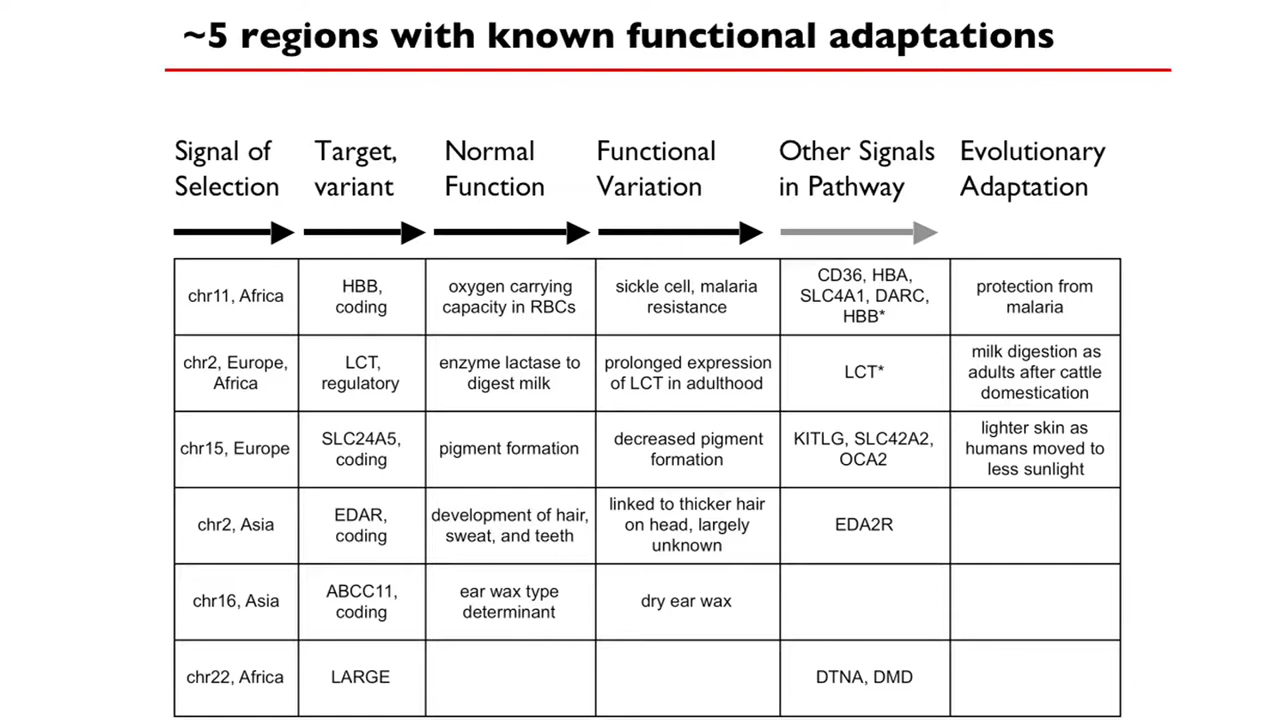 ~5 regions with known functional adaptations
Signal of
Selection
Target,
variant
Normal
Function
Functional
Variation
Other Signals
in Pathway
Evolutionary
Adaptation
chr11, Africa
HBB,
coding
oxygen carrying
capacity in RBCs
sickle cell, malaria
resistance
CD36, HBA,
SLC4A1, DARC,
HBB*
protection from
malaria
chr2, Europe,
Africa
LCT,
regulatory
enzyme lactase to
digest milk
prolonged expression
of LCT in adulthood
LCT*
milk digestion as
adults after cattle
domestication
chr15, Europe
SLC24A5,
coding
pigment formation
decreased pigment
formation
KITLG, SLC42A2,
OCA2
lighter skin as
humans moved to
less sunlight
chr2, Asia
EDAR,
coding
development of hair,
sweat, and teeth
linked to thicker hair
on head, largely
unknown
EDA2R
chr16, Asia
ABCC11,
coding
ear wax type
determinant
dry ear wax
chr22, Africa
LARGE
DTNA, DMD